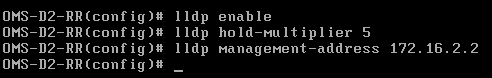 OMS-D2-RR(config)# lldp enable
OMS-D2-RR(config)# lldp hold-multiplier 5
OMS-D2-RR(config)# lldp management-address 172.16.2.2
OMS-D2-RR(config)# _